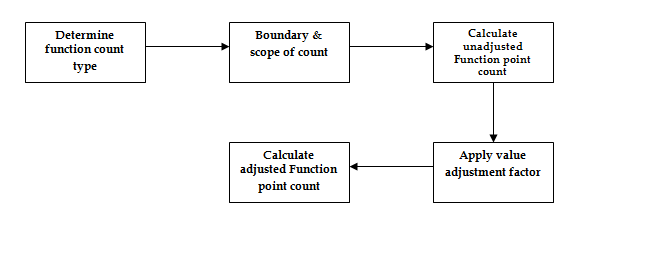 Determine
function count
type
Boundary &
scope of count
Calculate
unadjusted
Function point
count
Apply value
adjustment factor
Calculate
adjusted Function
point count